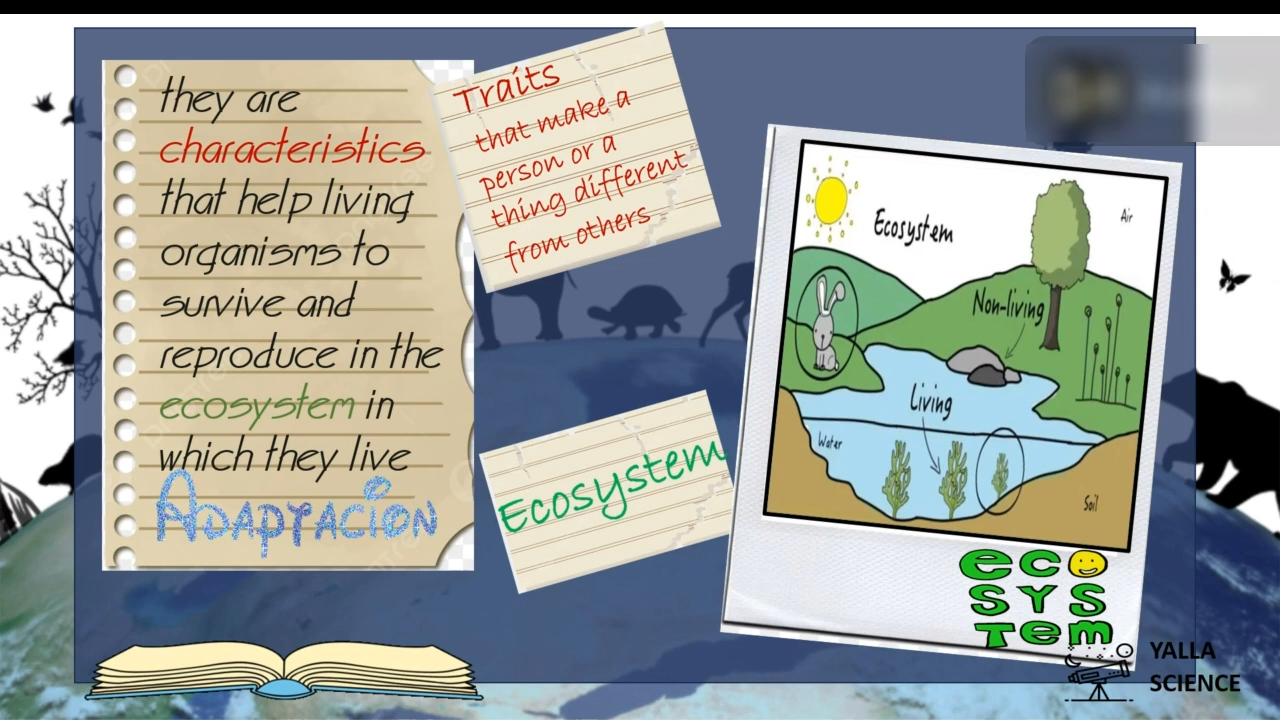 they are
characteristics
that help living
organisms to
survive and
reproduce in the
ecosystem in
which they live
ADAPTACIÓN
Traits
that make a
person or a
thing different
from others
Ecosystem
Ecosystem
Air
Non-living
Living
Water
Soil
eco
SYS
Tem
YALLA
SCIENCE